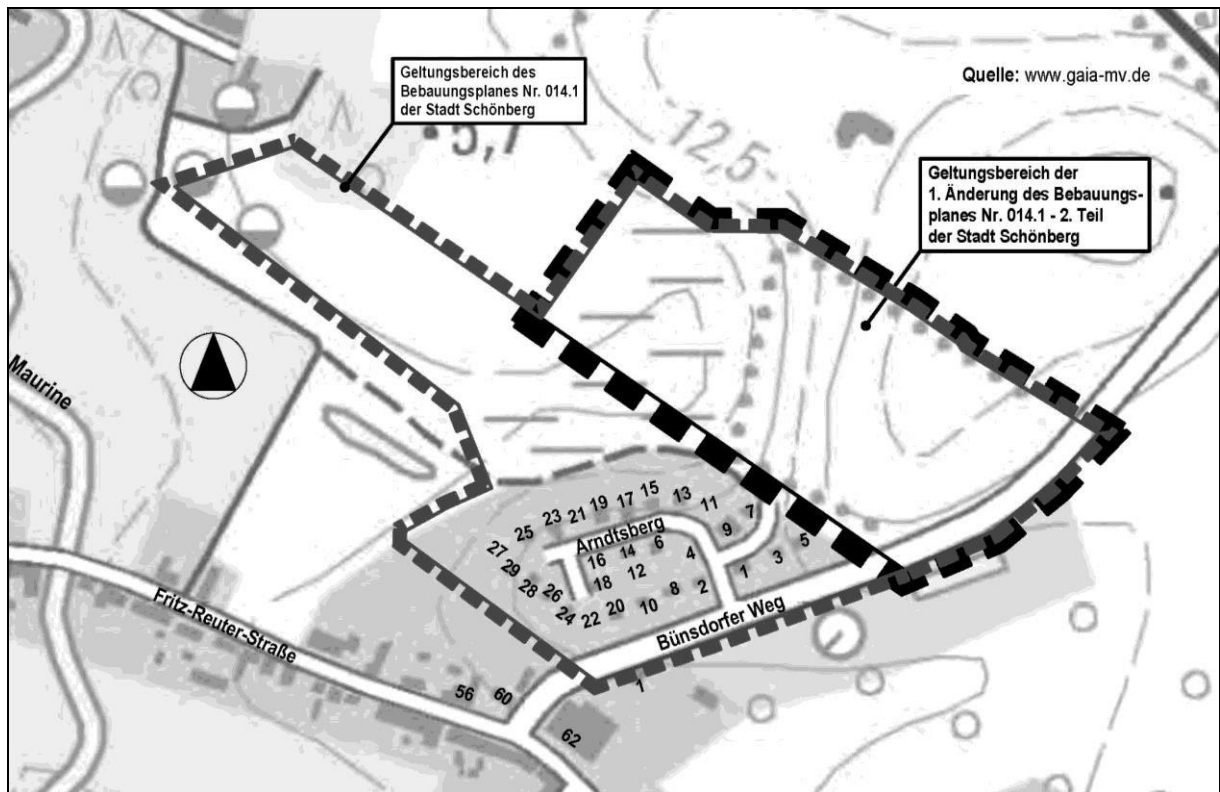 Geltungsbereich des
Bebauungsplanes Nr. 014.1
der Stadt Schönberg
Quelle: www.gaia-mv.de
12,5
5,7
Geltungsbereich der
1. Änderung des Bebauungs-
planes Nr. 014.1 - 2. Teil
der Stadt Schönberg
Maurine
Arndtsberg
25
23
21
19
17
15
13
11
9
7
5
3
1
27
29
28
26
24
22
20
18
16
14
12
10
8
6
4
2
Bünsdorfer Weg
Fritz-Reuter-Straße
56
60
62
1